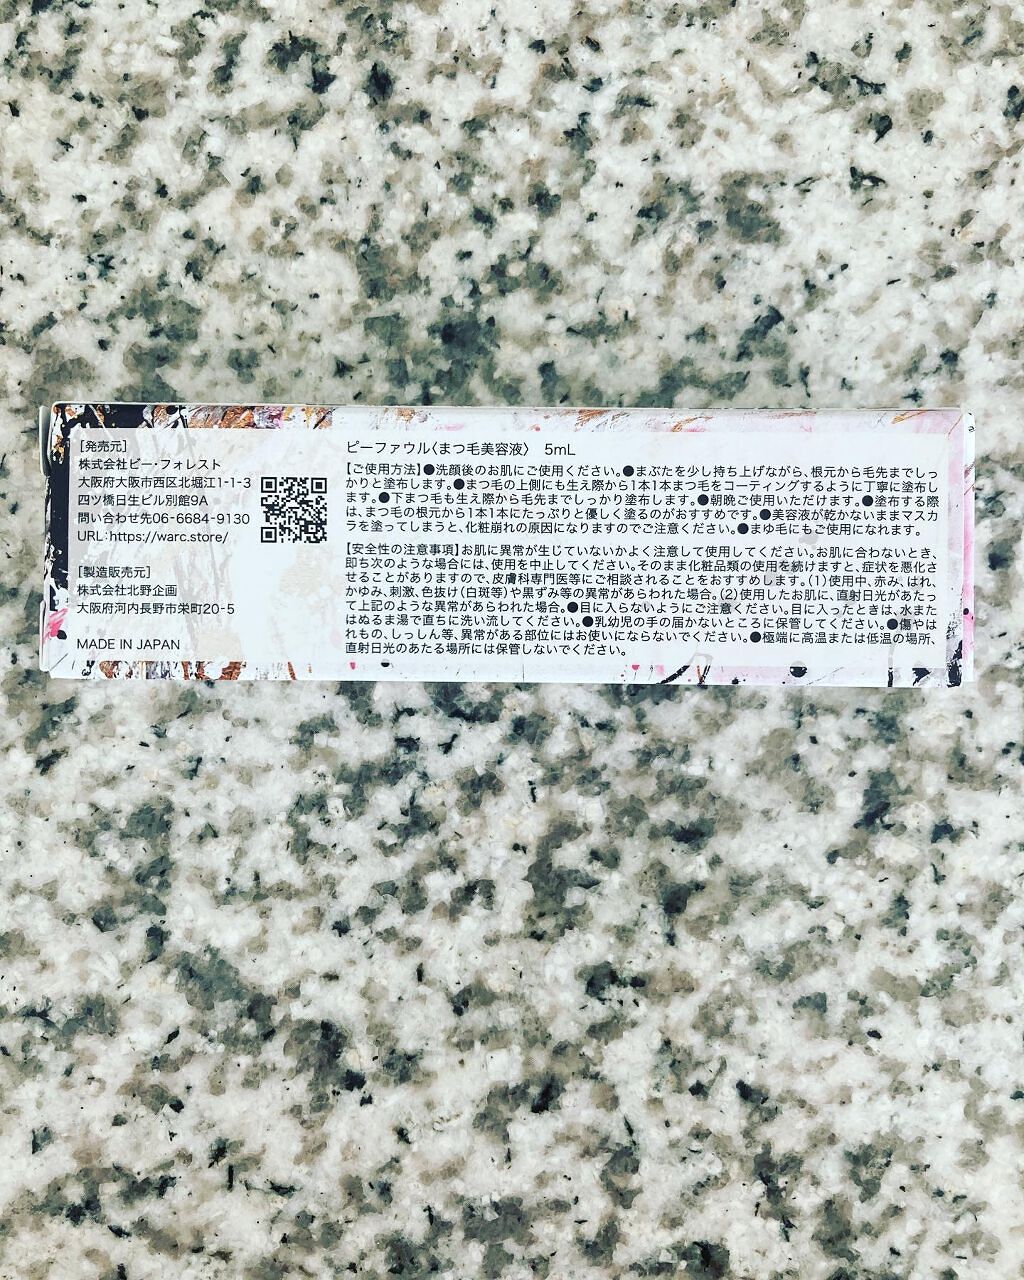 [発売元]
株式会社ビー・フォレスト
大阪府大阪市西区北堀江1-1-3
四ツ橋日生ビル別館9A
問い合わせ先06-6684-9130
URL:https://warc.store/
[製造販売元]
株式会社北野企画
大阪府河内長野市栄町20-5
MADE IN JAPAN
ピーファウル〈まつ毛美容液〉 5mL
【ご使用方法】●洗顔後のお肌にご使用ください。●まぶたを少し持ち上げながら、根元から毛先までしっ
かりと塗布します。●まつ毛の上側にも生え際から1本1本まつ毛をコーティングするように丁寧に塗布し
ます。●下まつ毛も生え際から毛先までしっかり塗布します。●朝晩ご使用いただけます。●塗布する際
は、まつ毛の根元から1本1本にたっぷりと優しく塗るのがおすすめです。●美容液が乾かないままマスカ
ラを塗ってしまうと、化粧崩れの原因になりますのでご注意ください。●まゆ毛にもご使用になれます。
【安全性の注意事項】お肌に異常が生じていないかよく注意して使用してください。お肌に合わないとき、
即ち次のような場合には、使用を中止してください。そのまま化粧品類の使用を続けますと、症状を悪化さ
せることがありますので、皮膚科専門医等にご相談されることをおすすめします。(1)使用中、赤み、はれ、
かゆみ、刺激、色抜け(白斑等)や黒ずみ等の異常があらわれた場合。(2)使用したお肌に、直射日光があたっ
て上記のような異常があらわれた場合。●目に入らないようにご注意ください。目に入ったときは、水また
はぬるま湯で直ちに洗い流してください。●乳幼児の手の届かないところに保管してください。●傷やは
れもの、しっしん等、異常がある部位にはお使いにならないでください。●極端に高温または低温の場所、
直射日光のあたる場所には保管しないでください。